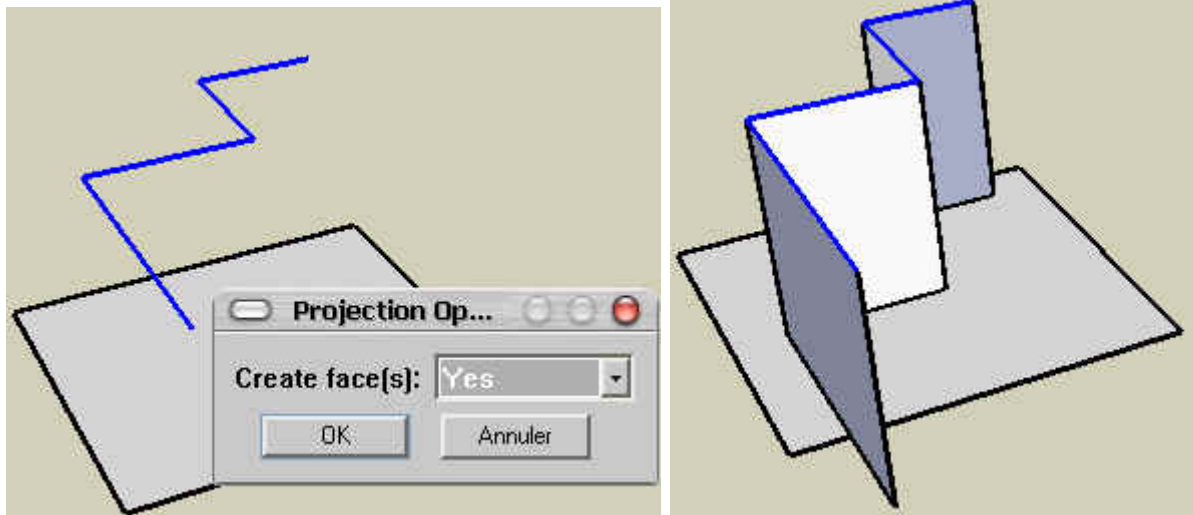 Projection Op...
Create face(s): Yes
OK Annuler